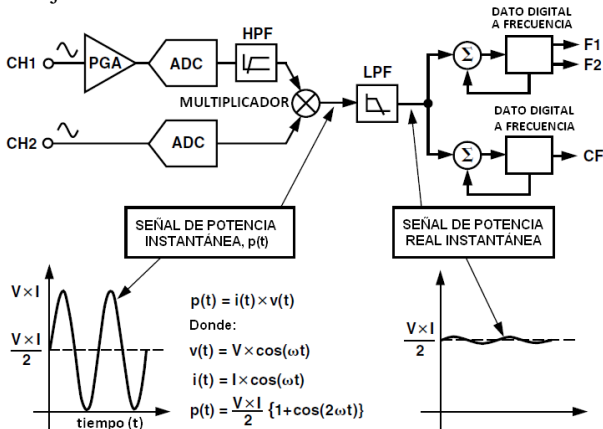 DATO DIGITAL
A FRECUENCIA
F1
F2
HPF
LPF
CH1
PGA
ADC
Σ
MULTIPLICADOR
DATO DIGITAL
A FRECUENCIA
CH2
ADC
Σ
CF
SEÑAL DE POTENCIA
INSTANTÁNEA, p(t)
SEÑAL DE POTENCIA
REAL INSTANTÁNEA
V×I
V×I
2
tiempo (t)
p(t) = i(t)×v(t)
Donde:
v(t) = V×cos(ωt)
i(t) = I×cos(ωt)
p(t) = V×I/2 {1+cos(2ωt)}
V×I
2